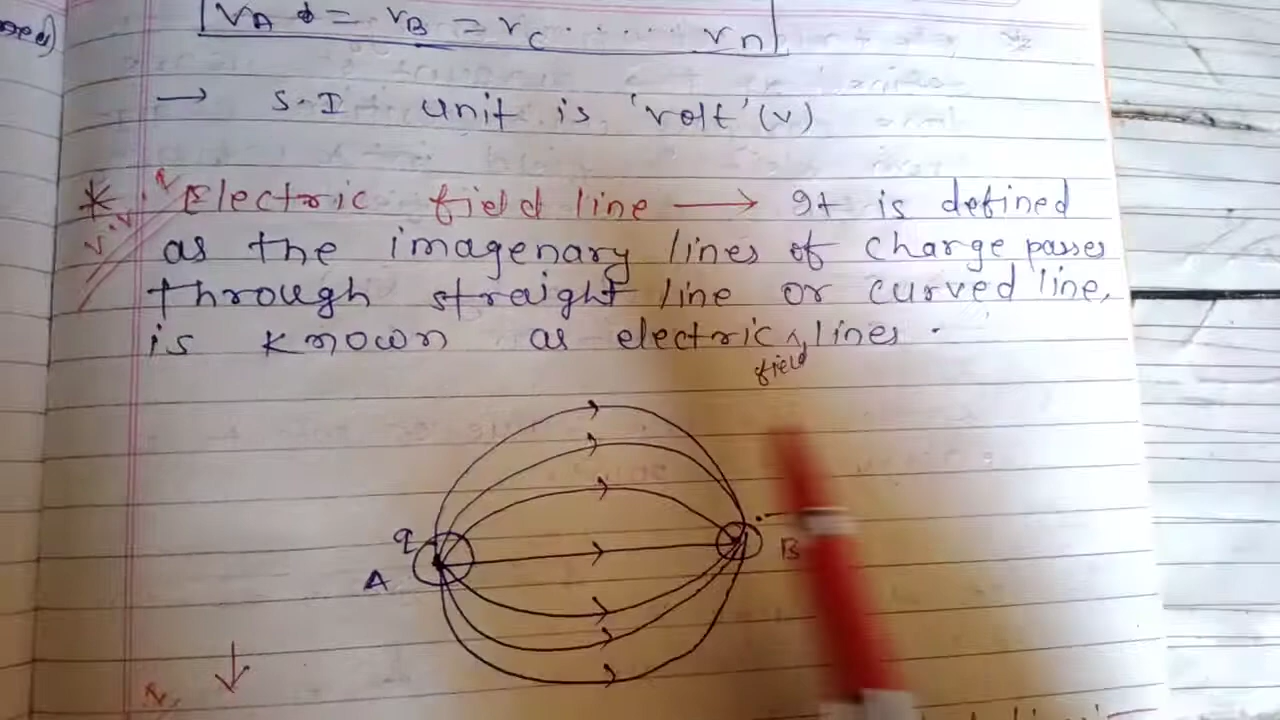 VA = VB = VC ..... Vn
→ S.I unit is 'volt' (V)
* V.V. Electric field line → It is defined
as the imagenary lines of charge passes
through straight line or curved line,
is known as electric field lines.
q
A
B